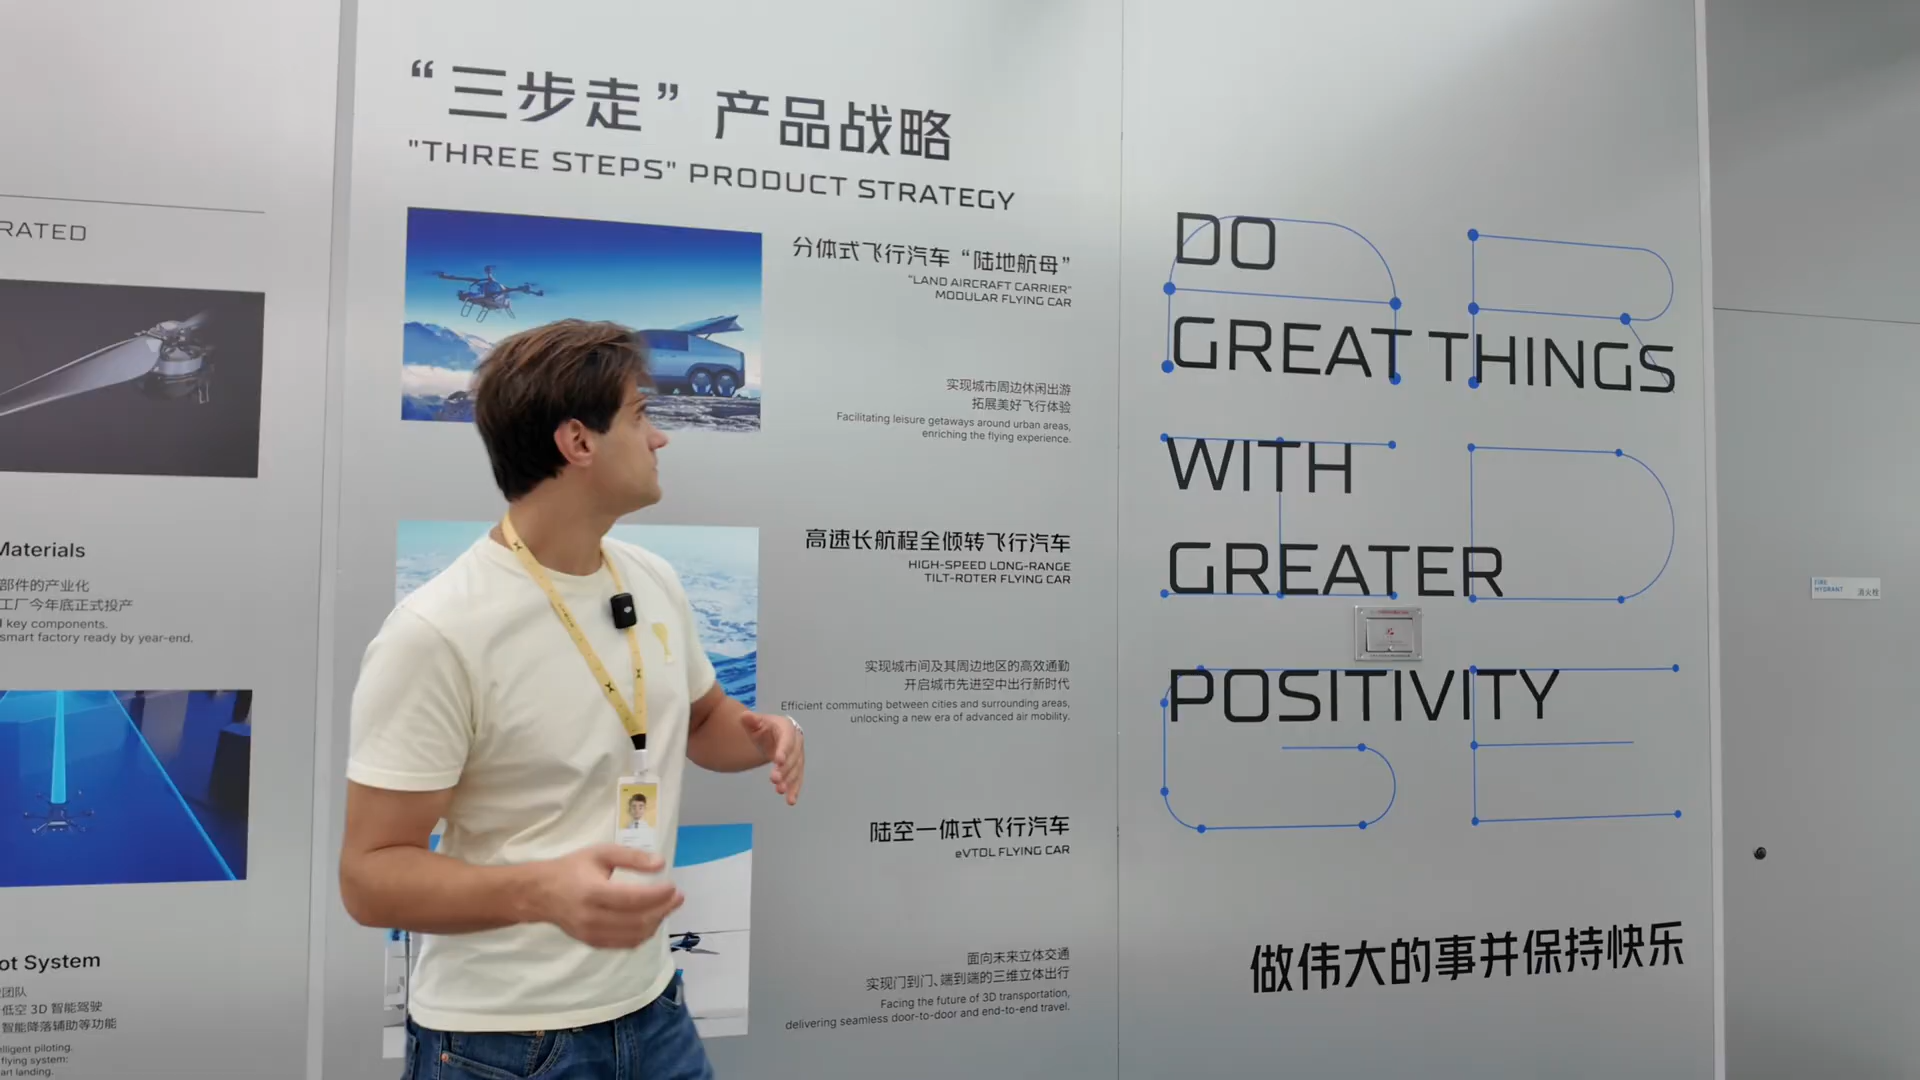 RATED
Materials
部件的产业化
工厂今年底正式投产
key components.
smart factory ready by year-end.
ot System
团队
低空 3D 智能驾驶
智能降落辅助等功能
elligent piloting.
flying system:
art landing.
“三步走”产品战略
"THREE STEPS" PRODUCT STRATEGY
分体式飞行汽车“陆地航母”
"LAND AIRCRAFT CARRIER"
MODULAR FLYING CAR
实现城市周边休闲出游
拓展美好飞行体验
Facilitating leisure getaways around urban areas,
enriching the flying experience.
高速长航程全倾转飞行汽车
HIGH-SPEED LONG-RANGE
TILT-ROTER FLYING CAR
实现城市间及其周边地区的高效通勤
开启城市先进空中出行新时代
Efficient commuting between cities and surrounding areas,
unlocking a new era of advanced air mobility.
陆空一体式飞行汽车
eVTOL FLYING CAR
面向未来立体交通
实现门到门、端到端的三维立体出行
Facing the future of 3D transportation,
delivering seamless door-to-door and end-to-end travel.
DO
GREAT THINGS
WITH
GREATER
POSITIVITY
做伟大的事并保持快乐
FIRE
HYDRANT 消火栓